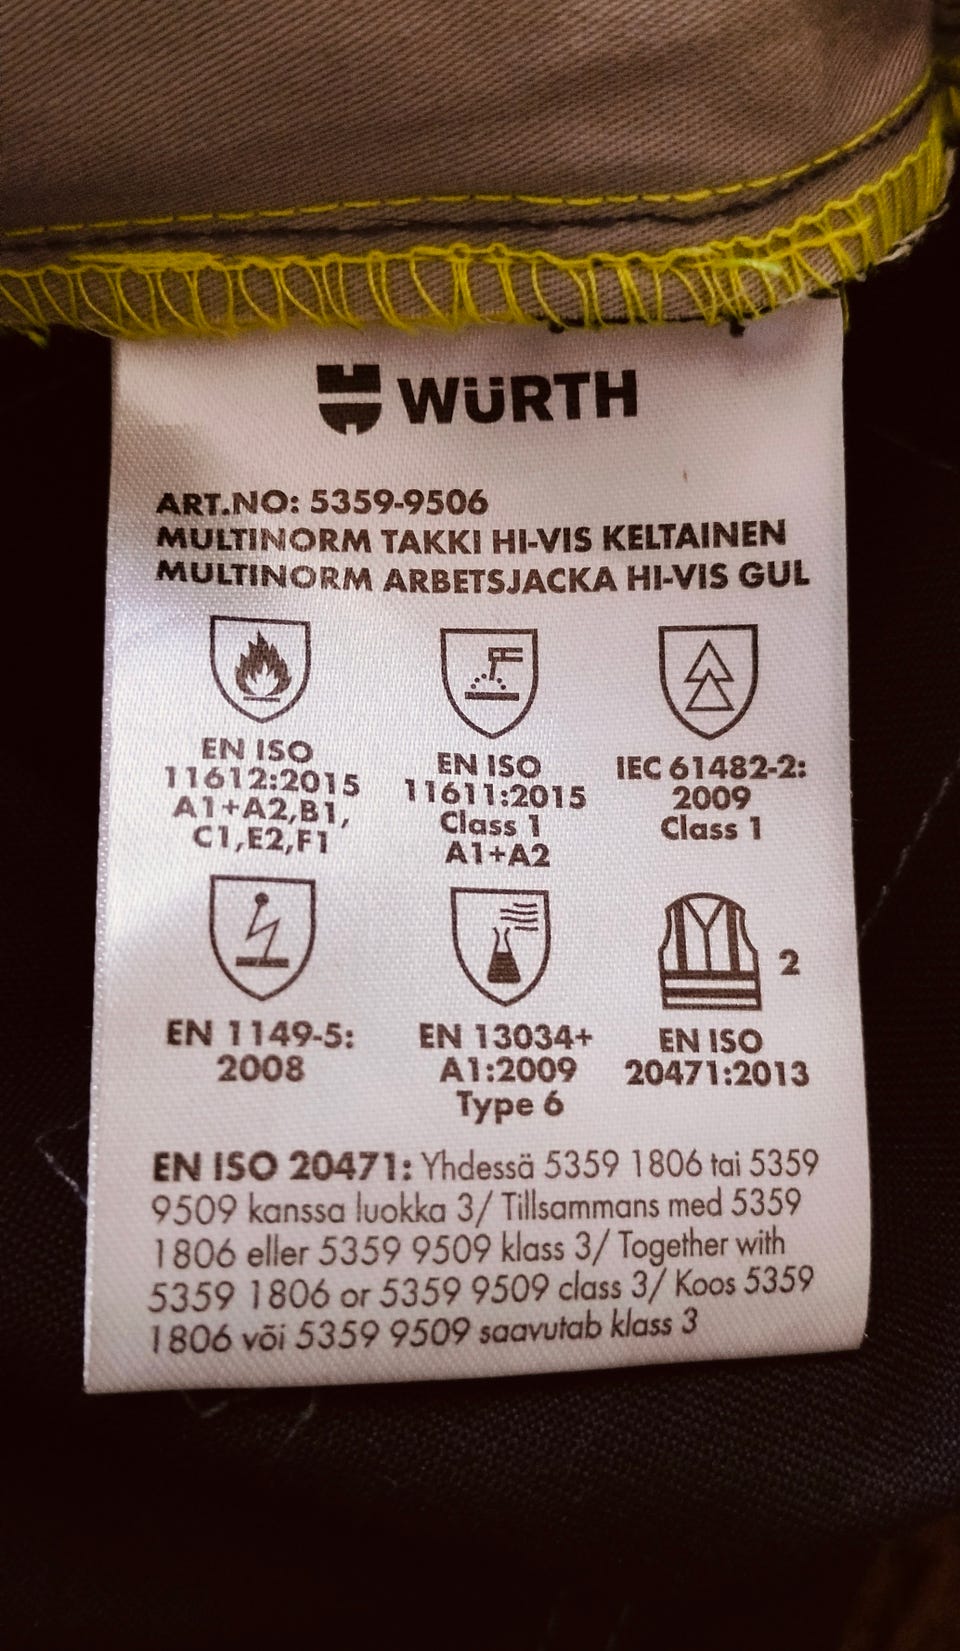 WÜRTH
ART.NO: 5359-9506
MULTINORM TAKKI HI-VIS KELTAINEN
MULTINORM ARBETSJACKA HI-VIS GUL
EN ISO
11612:2015
A1+A2,B1,
C1,E2,F1
EN ISO
11611:2015
Class 1
A1+A2
IEC 61482-2:
2009
Class 1
EN 1149-5:
2008
EN 13034+
A1:2009
Type 6
2
EN ISO
20471:2013
EN ISO 20471: Yhdessä 5359 1806 tai 5359
9509 kanssa luokka 3/ Tillsammans med 5359
1806 eller 5359 9509 klass 3/ Together with
5359 1806 or 5359 9509 class 3/ Koos 5359
1806 või 5359 9509 saavutab klass 3